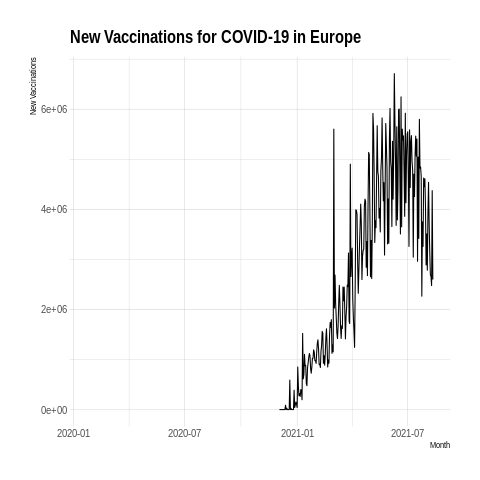 New Vaccinations for COVID-19 in Europe
New Vaccinations
6e+06
4e+06
2e+06
0e+00
2020-01 2020-07 2021-01 2021-07
Month